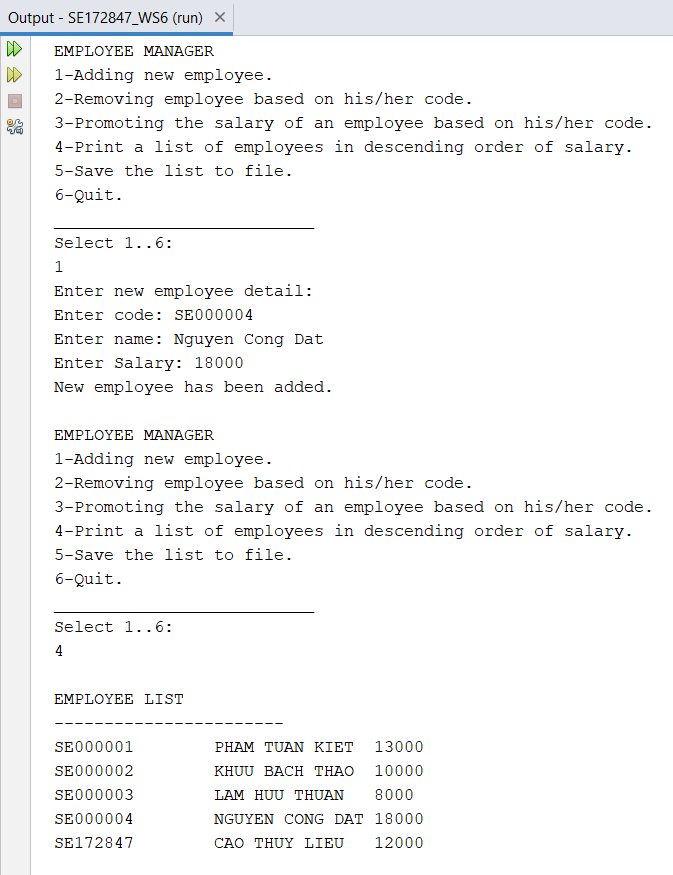 Output - SE172847_WS6 (run) ×
EMPLOYEE MANAGER
1-Adding new employee.
2-Removing employee based on his/her code.
3-Promoting the salary of an employee based on his/her code.
4-Print a list of employees in descending order of salary.
5-Save the list to file.
6-Quit.
__________________________
Select 1..6:
1
Enter new employee detail:
Enter code: SE000004
Enter name: Nguyen Cong Dat
Enter Salary: 18000
New employee has been added.
EMPLOYEE MANAGER
1-Adding new employee.
2-Removing employee based on his/her code.
3-Promoting the salary of an employee based on his/her code.
4-Print a list of employees in descending order of salary.
5-Save the list to file.
6-Quit.
__________________________
Select 1..6:
4
EMPLOYEE LIST
-----------------------
SE000001        PHAM TUAN KIET  13000
SE000002        KHUU BACH THAO  10000
SE000003        LAM HUU THUAN   8000
SE000004        NGUYEN CONG DAT 18000
SE172847        CAO THUY LIEU   12000